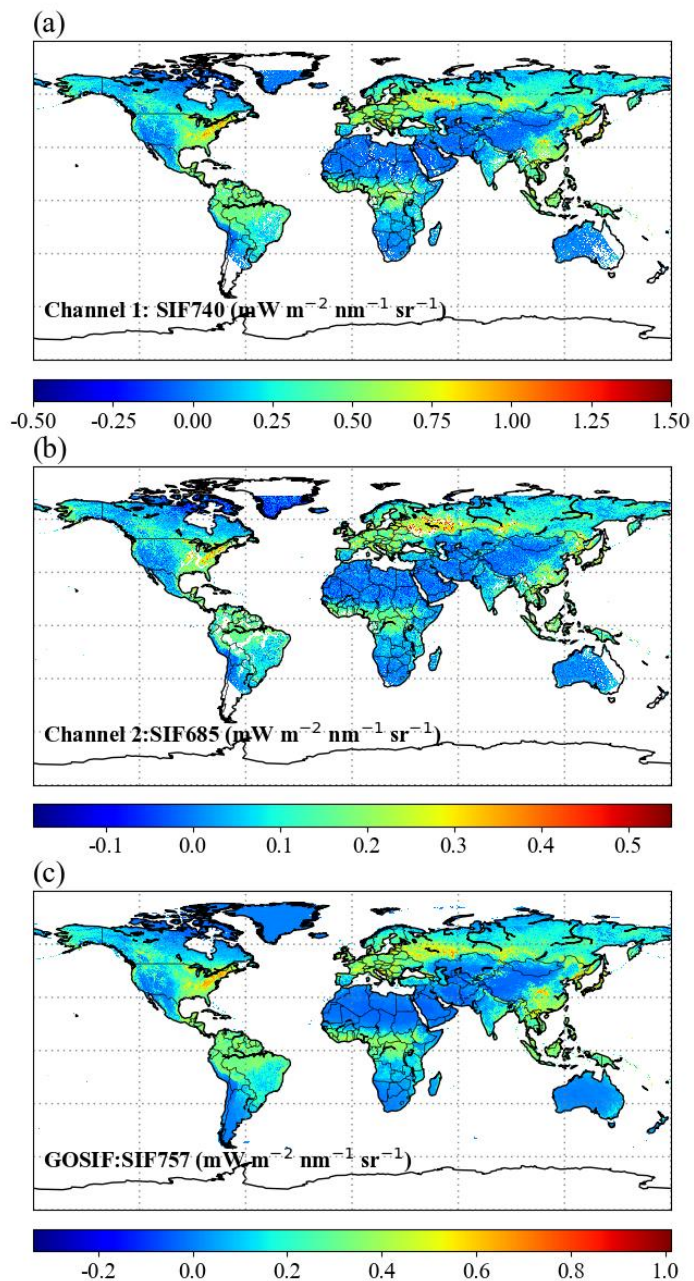 (a)
Channel 1: SIF740 (mW m⁻² nm⁻¹ sr⁻¹)
-0.50 -0.25 0.00 0.25 0.50 0.75 1.00 1.25 1.50
(b)
Channel 2:SIF685 (mW m⁻² nm⁻¹ sr⁻¹)
-0.1 0.0 0.1 0.2 0.3 0.4 0.5
(c)
GOSIF:SIF757 (mW m⁻² nm⁻¹ sr⁻¹)
-0.2 0.0 0.2 0.4 0.6 0.8 1.0